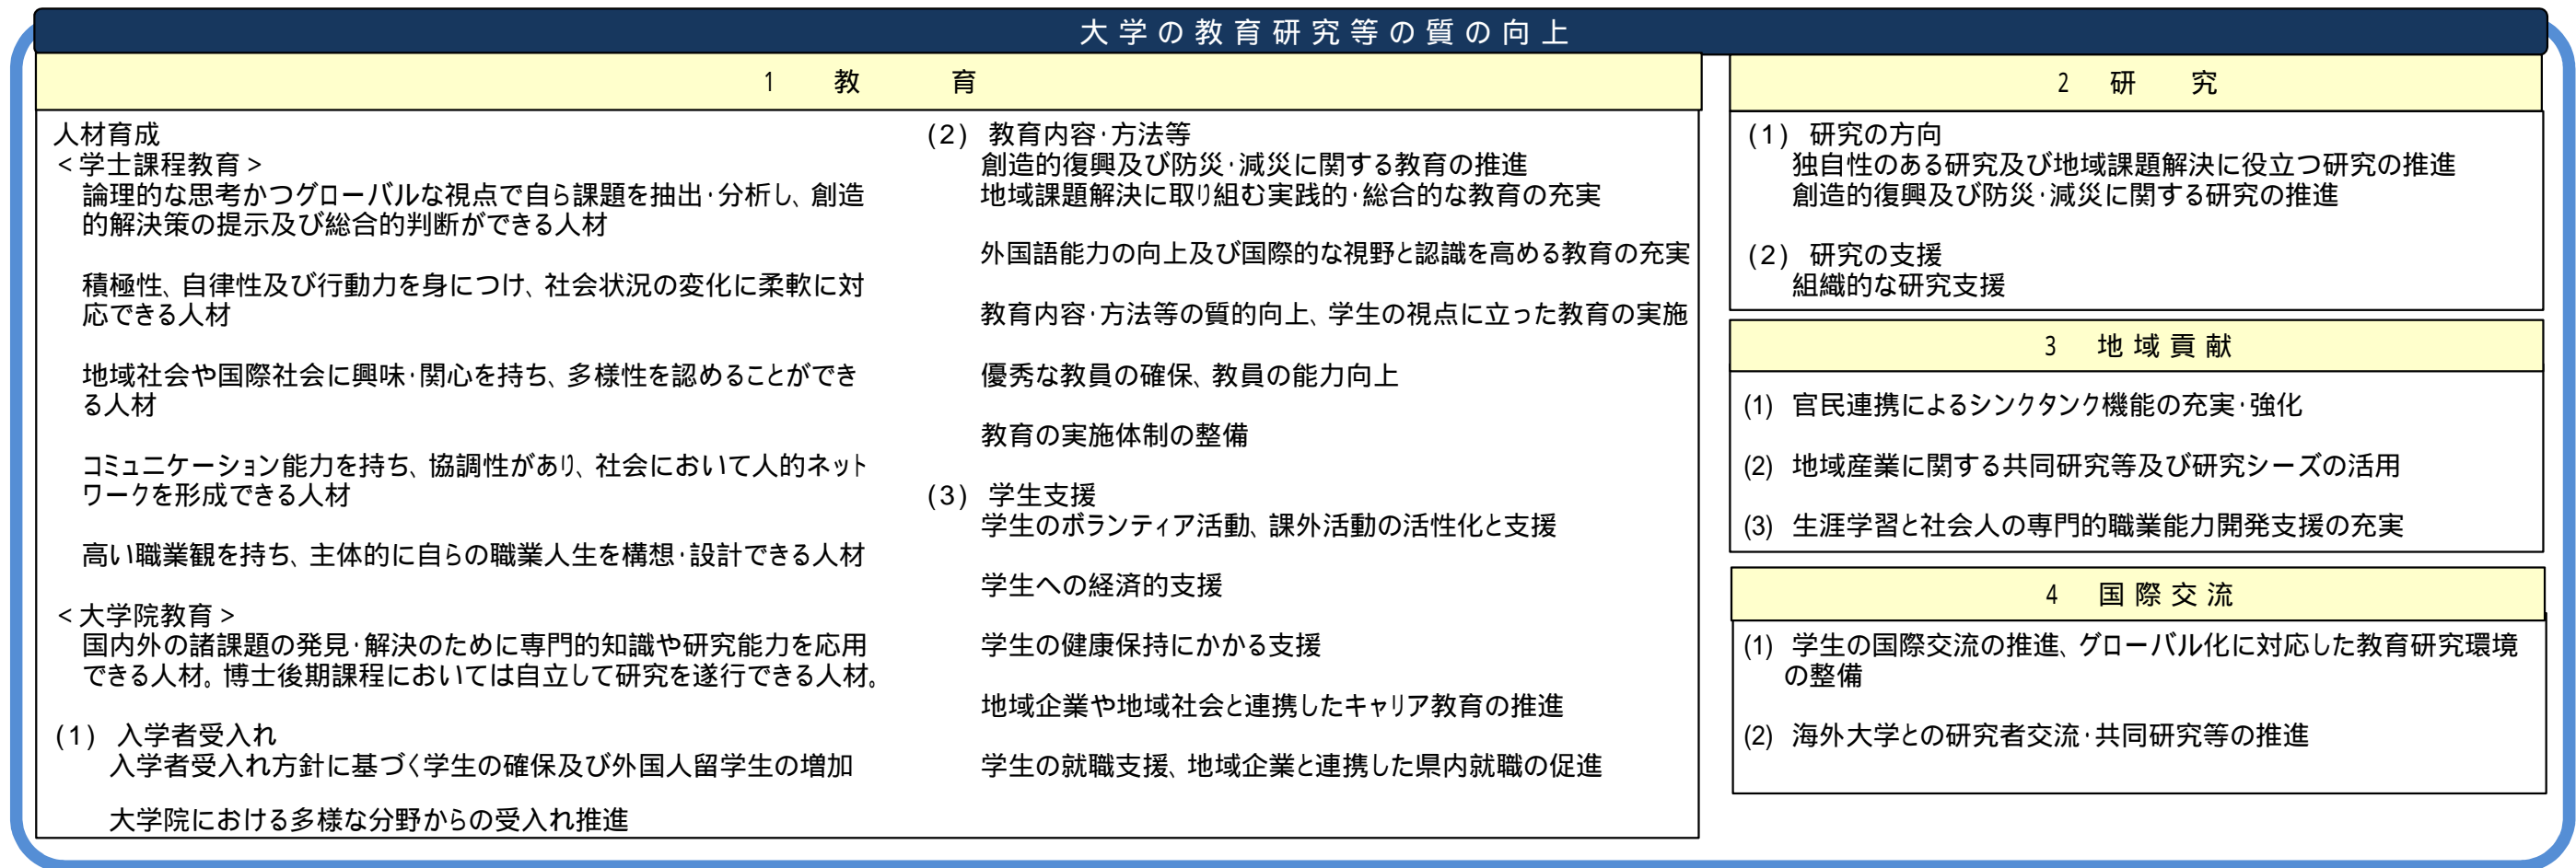 大学の教育研究等の質の向上
1 教 育
人材育成
<学士課程教育>
論理的な思考かつグローバルな視点で自ら課題を抽出・分析し、創造
的解決策の提示及び総合的判断ができる人材
積極性、自律性及び行動力を身につけ、社会状況の変化に柔軟に対
応できる人材
地域社会や国際社会に興味・関心を持ち、多様性を認めることができ
る人材
コミュニケーション能力を持ち、協調性があり、社会において人的ネット
ワークを形成できる人材
高い職業観を持ち、主体的に自らの職業人生を構想・設計できる人材
<大学院教育>
国内外の諸課題の発見・解決のために専門的知識や研究能力を応用
できる人材。博士後期課程においては自立して研究を遂行できる人材。
(1) 入学者受入れ
入学者受入れ方針に基づく学生の確保及び外国人留学生の増加
大学院における多様な分野からの受入れ推進
(2) 教育内容・方法等
創造的復興及び防災・減災に関する教育の推進
地域課題解決に取り組む実践的・総合的な教育の充実
外国語能力の向上及び国際的な視野と認識を高める教育の充実
教育内容・方法等の質的向上、学生の視点に立った教育の実施
優秀な教員の確保、教員の能力向上
教育の実施体制の整備
(3) 学生支援
学生のボランティア活動、課外活動の活性化と支援
学生への経済的支援
学生の健康保持にかかる支援
地域企業や地域社会と連携したキャリア教育の推進
学生の就職支援、地域企業と連携した県内就職の促進
2 研 究
(1) 研究の方向
独自性のある研究及び地域課題解決に役立つ研究の推進
創造的復興及び防災・減災に関する研究の推進
(2) 研究の支援
組織的な研究支援
3 地域貢献
(1) 官民連携によるシンクタンク機能の充実・強化
(2) 地域産業に関する共同研究等及び研究シーズの活用
(3) 生涯学習と社会人の専門的職業能力開発支援の充実
4 国際交流
(1) 学生の国際交流の推進、グローバル化に対応した教育研究環境
の整備
(2) 海外大学との研究者交流・共同研究等の推進